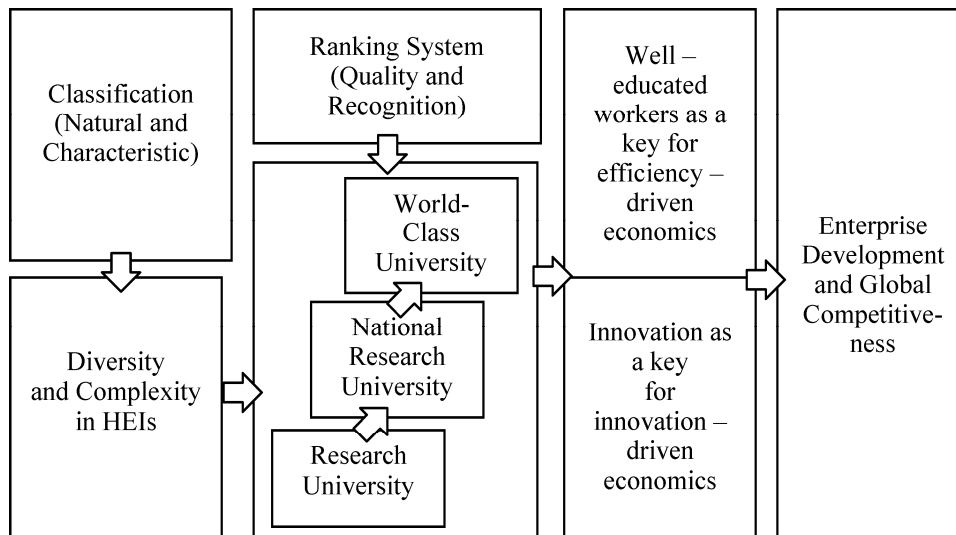 Classification
(Natural and
Characteristic)
Diversity
and Complexity
in HEIs
Ranking System
(Quality and
Recognition)
World-
Class
University
National
Research
University
Research
University
Well –
educated
workers as a
key for
efficiency –
driven
economics
Innovation as
a key
for
innovation –
driven
economics
Enterprise
Development
and Global
Competitive-
ness